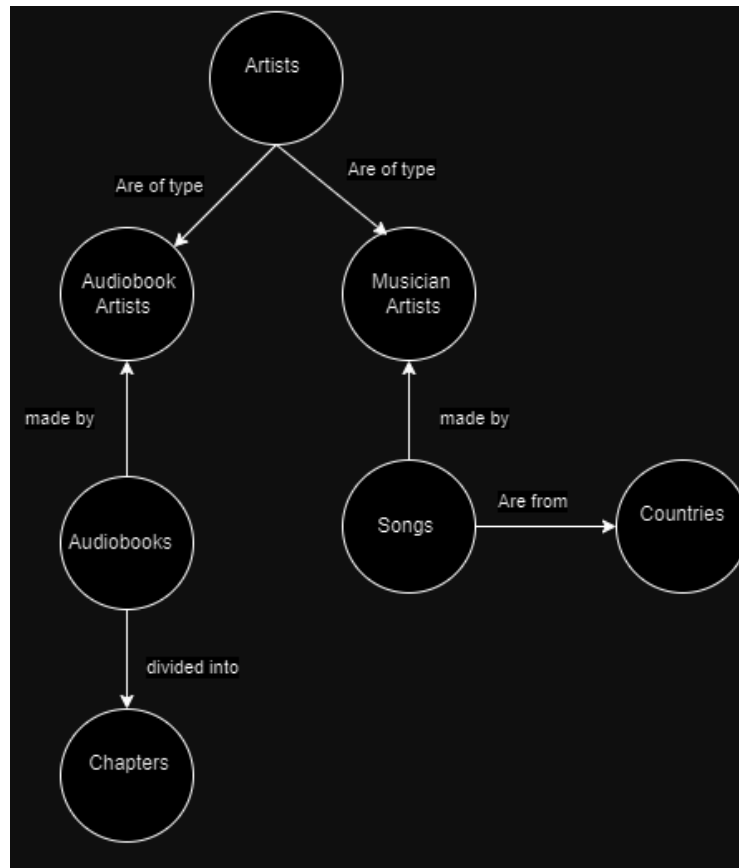 Artists
Are of type
Are of type
Audiobook
Artists
Musician
Artists
made by
made by
Audiobooks
Songs
Are from
Countries
divided into
Chapters